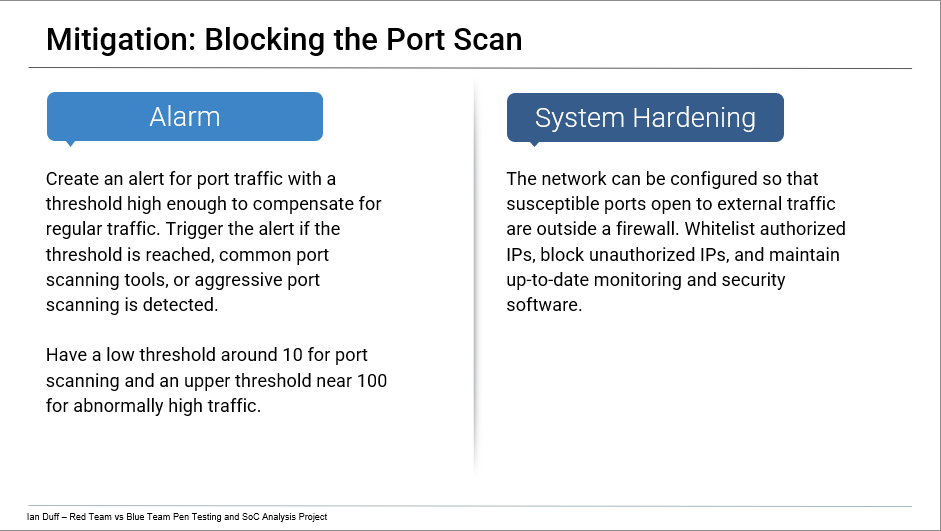 Mitigation: Blocking the Port Scan
Alarm
Create an alert for port traffic with a
threshold high enough to compensate for
regular traffic. Trigger the alert if the
threshold is reached, common port
scanning tools, or aggressive port
scanning is detected.
Have a low threshold around 10 for port
scanning and an upper threshold near 100
for abnormally high traffic.
System Hardening
The network can be configured so that
susceptible ports open to external traffic
are outside a firewall. Whitelist authorized
IPs, block unauthorized IPs, and maintain
up-to-date monitoring and security
software.
Ian Duff – Red Team vs Blue Team Pen Testing and SoC Analysis Project